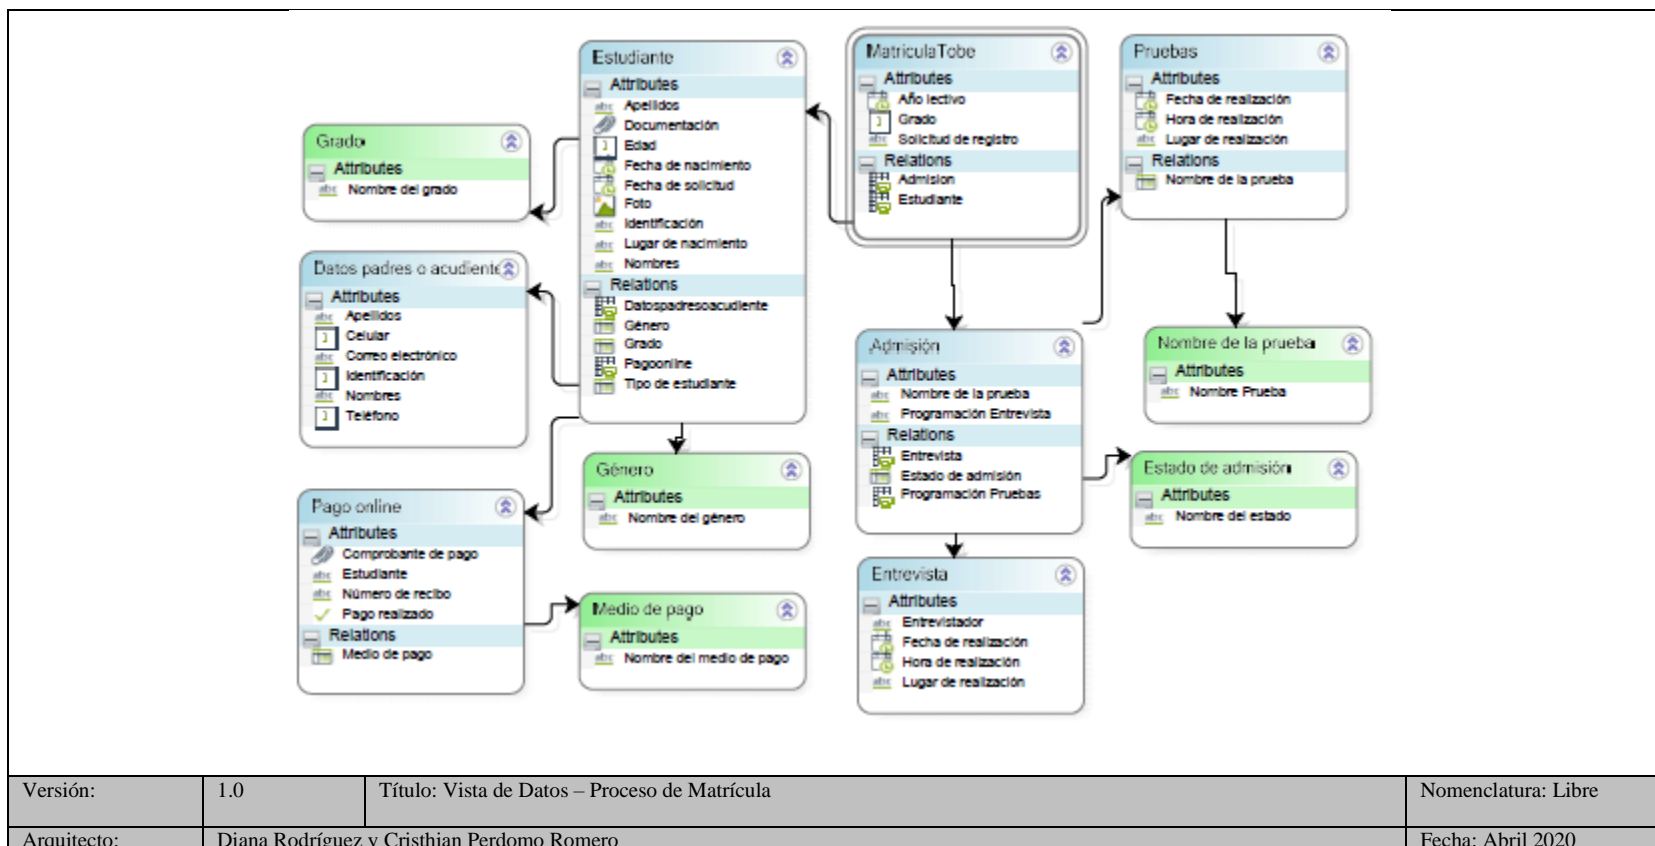 Grado
Attributes
Nombre del grado
Datos padres o acudiente
Attributes
Apellidos
Celular
Correo electrónico
Identificación
Nombres
Teléfono
Pago online
Attributes
Comprobante de pago
Estudiante
Número de recibo
Pago realizado
Relations
Medio de pago
Estudiante
Attributes
Apellidos
Documentación
Edad
Fecha de nacimiento
Fecha de solicitud
Foto
Identificación
Lugar de nacimiento
Nombres
Relations
Datospadresoacudiente
Género
Grado
Pagoonline
Tipo de estudiante
Género
Attributes
Nombre del género
Medio de pago
Attributes
Nombre del medio de pago
MatriculaTobe
Attributes
Año lectivo
Grado
Solicitud de registro
Relations
Admision
Estudiante
Admisión
Attributes
Nombre de la prueba
Programación Entrevista
Relations
Entrevista
Estado de admisión
Programación Pruebas
Entrevista
Attributes
Entrevistador
Fecha de realización
Hora de realización
Lugar de realización
Pruebas
Attributes
Fecha de realización
Hora de realización
Lugar de realización
Relations
Nombre de la prueba
Nombre de la prueba
Attributes
Nombre Prueba
Estado de admisión
Attributes
Nombre del estado
Versión: 1.0 Título: Vista de Datos – Proceso de Matrícula Nomenclatura: Libre
Arquitecto: Diana Rodríguez y Cristhian Perdomo Romero Fecha: Abril 2020